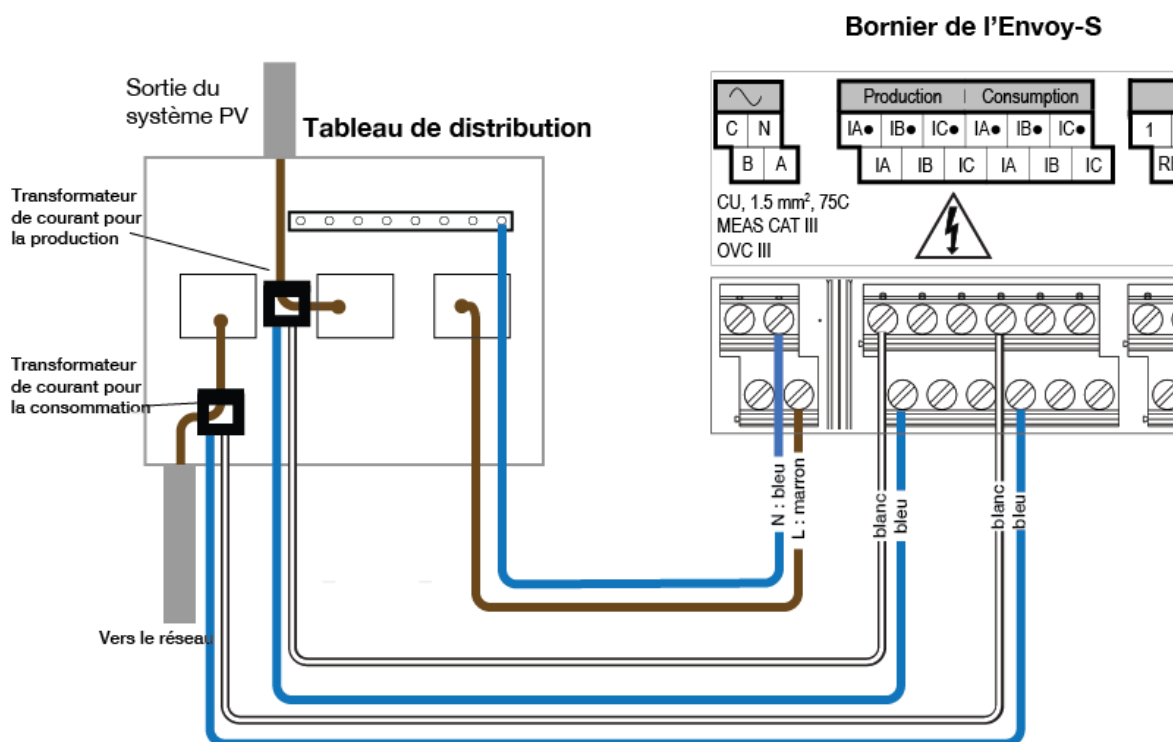 Bornier de l'Envoy-S
Sortie du
système PV
Tableau de distribution
Transformateur
de courant pour
la production
Transformateur
de courant pour
la consommation
Vers le réseau
Production | Consumption
C N
B A
IA● IB● IC● IA● IB● IC●
IA IB IC IA IB IC
1
CU, 1.5 mm², 75C
MEAS CAT III
OVC III
N : bleu
L : marron
blanc
bleu
blanc
bleu